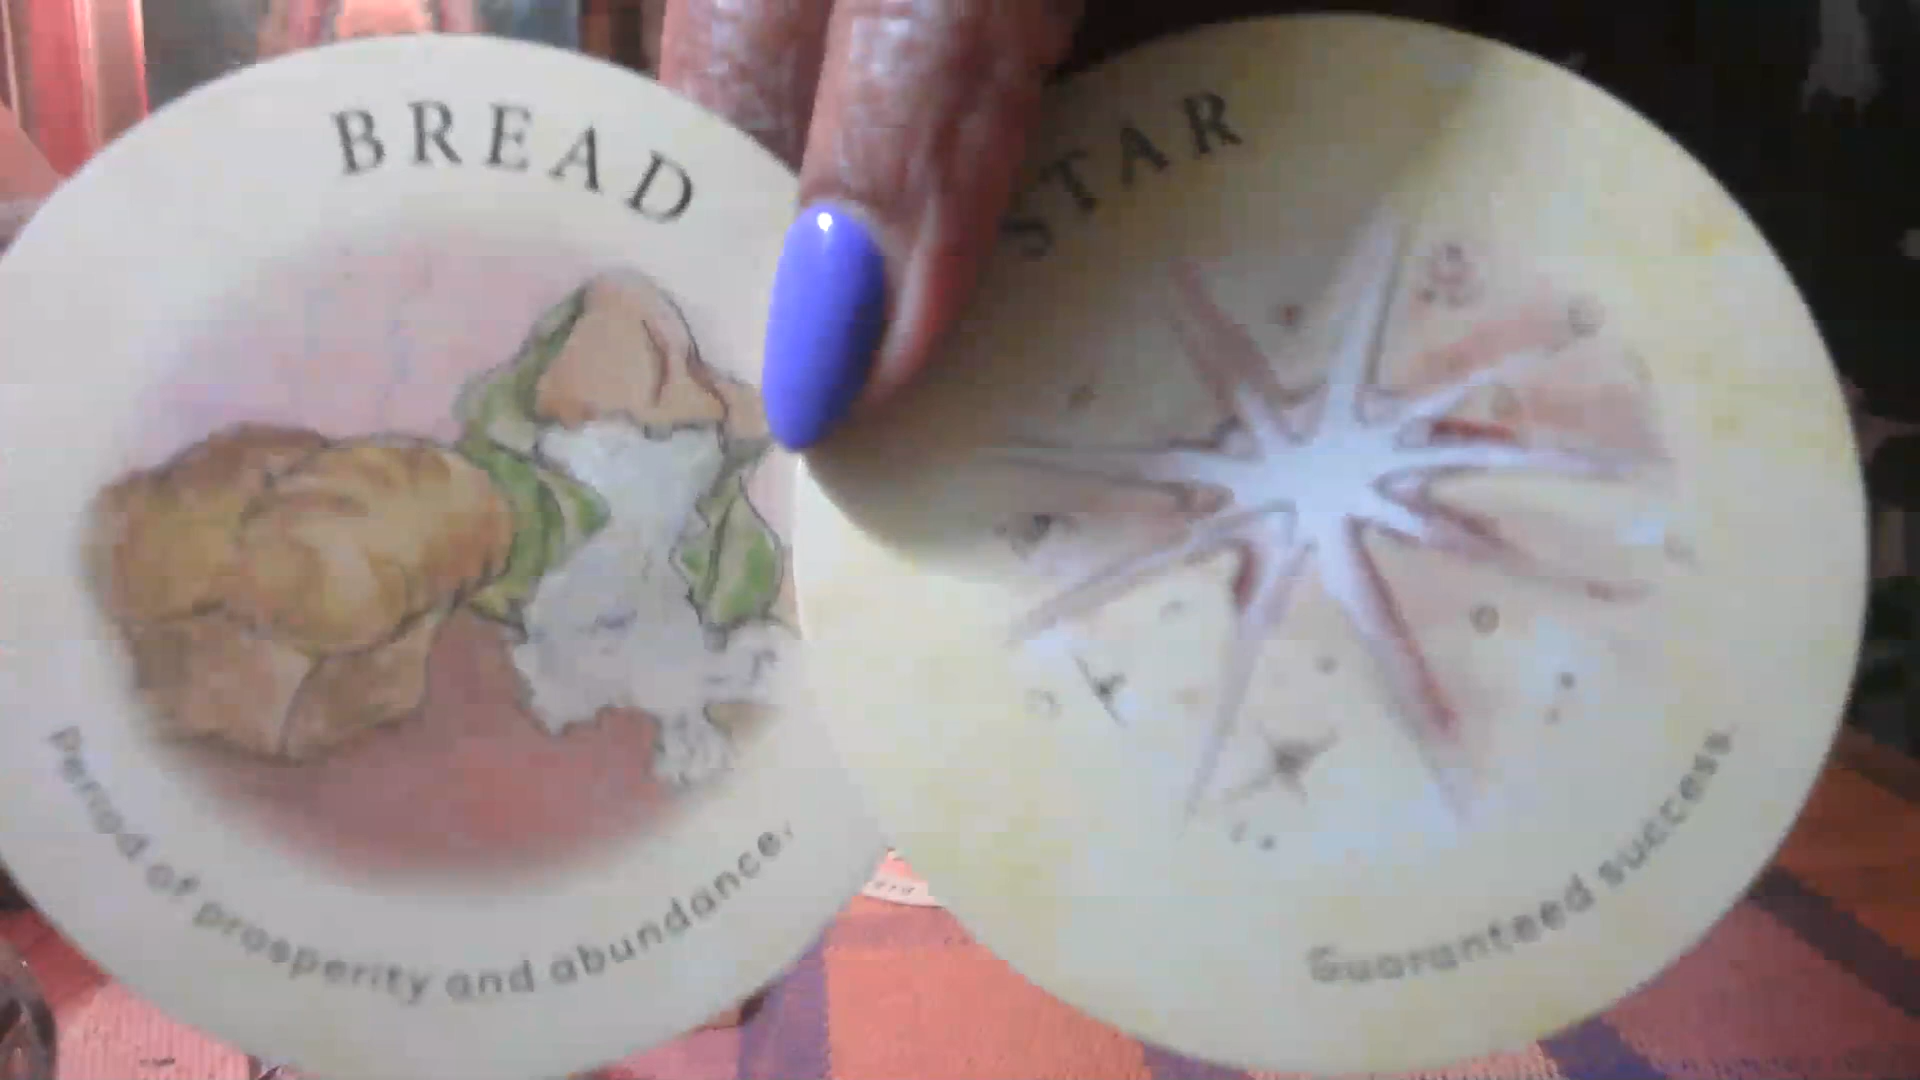 BREAD
Period of prosperity and abundance.
STAR
Guaranteed success.